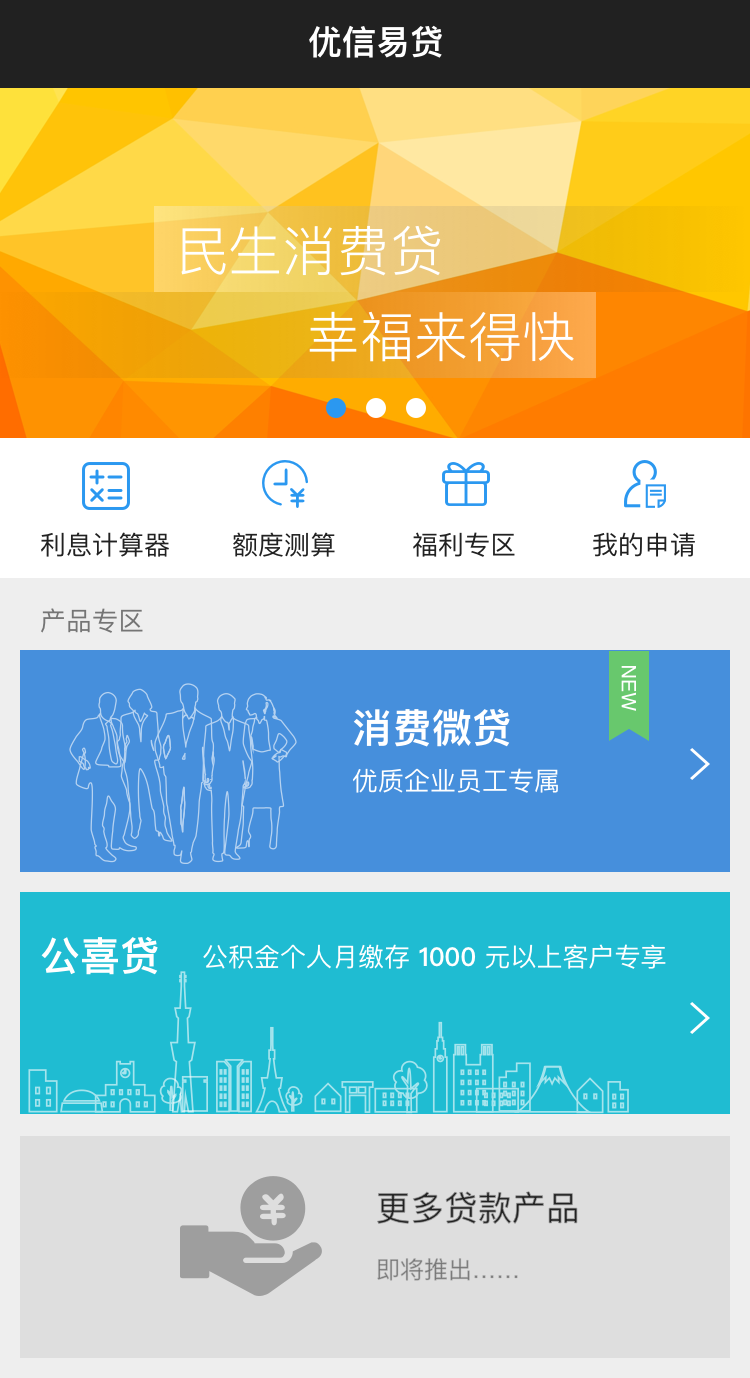 优信易贷
民生消费贷
幸福来得快
利息计算器
额度测算
福利专区
我的申请
产品专区
NEW
消费微贷
优质企业员工专属
公喜贷
公积金个人月缴存 1000 元以上客户专享
更多贷款产品
即将推出......